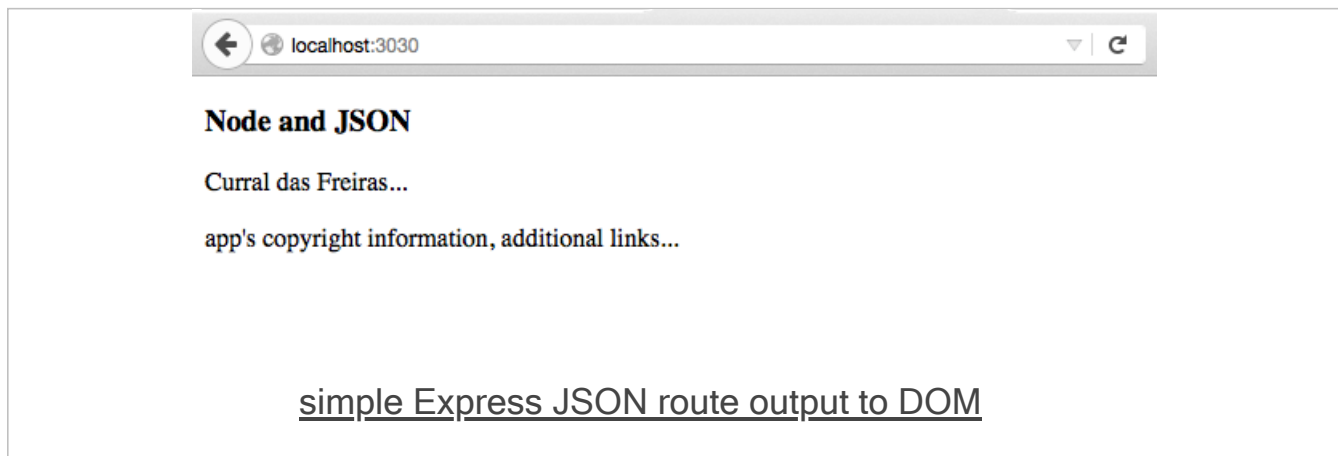 localhost:3030
Node and JSON
Curral das Freiras...
app's copyright information, additional links...
simple Express JSON route output to DOM